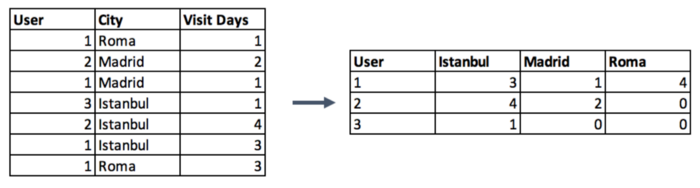 User City Visit Days
1 Roma 1
2 Madrid 2
1 Madrid 1
3 Istanbul 1
2 Istanbul 4
1 Istanbul 3
1 Roma 3
User Istanbul Madrid Roma
1 3 1 4
2 4 2 0
3 1 0 0